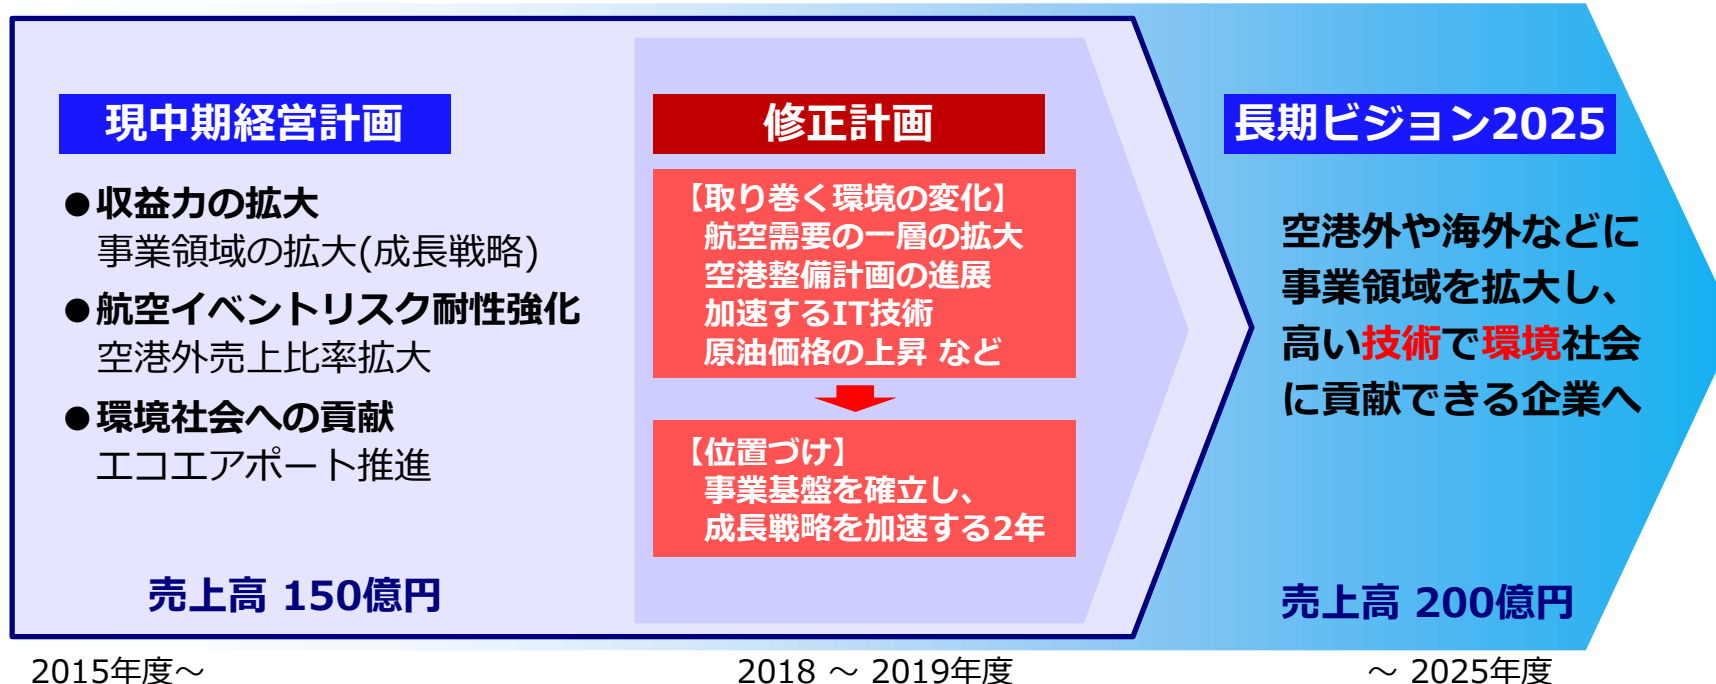 現中期経営計画
●収益力の拡大
事業領域の拡大(成長戦略)
●航空イベントリスク耐性強化
空港外売上比率拡大
●環境社会への貢献
エコエアポート推進
売上高 150億円
2015年度～
修正計画
【取り巻く環境の変化】
航空需要の一層の拡大
空港整備計画の進展
加速するIT技術
原油価格の上昇 など
【位置づけ】
事業基盤を確立し、
成長戦略を加速する2年
2018 ～ 2019年度
長期ビジョン2025
空港外や海外などに
事業領域を拡大し、
高い技術で環境社会
に貢献できる企業へ
売上高 200億円
～ 2025年度